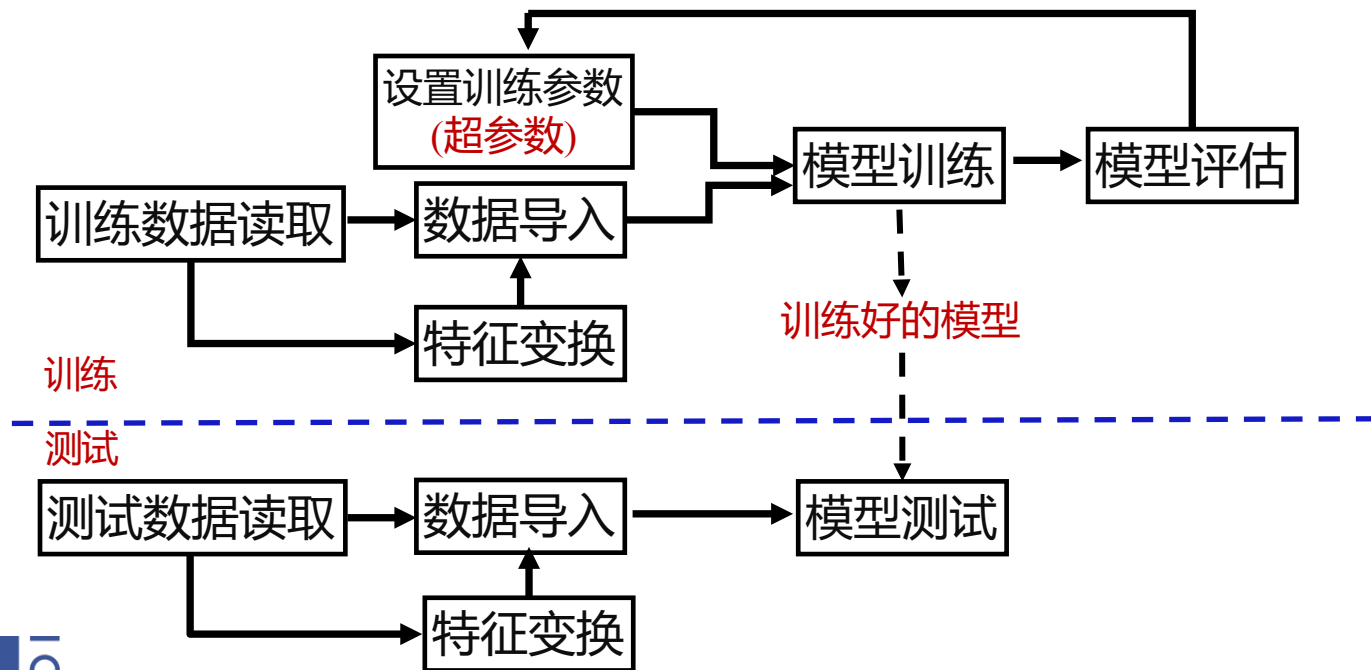 设置训练参数
(超参数)
模型训练
模型评估
训练数据读取
数据导入
特征变换
训练好的模型
训练
测试
测试数据读取
数据导入
模型测试
特征变换